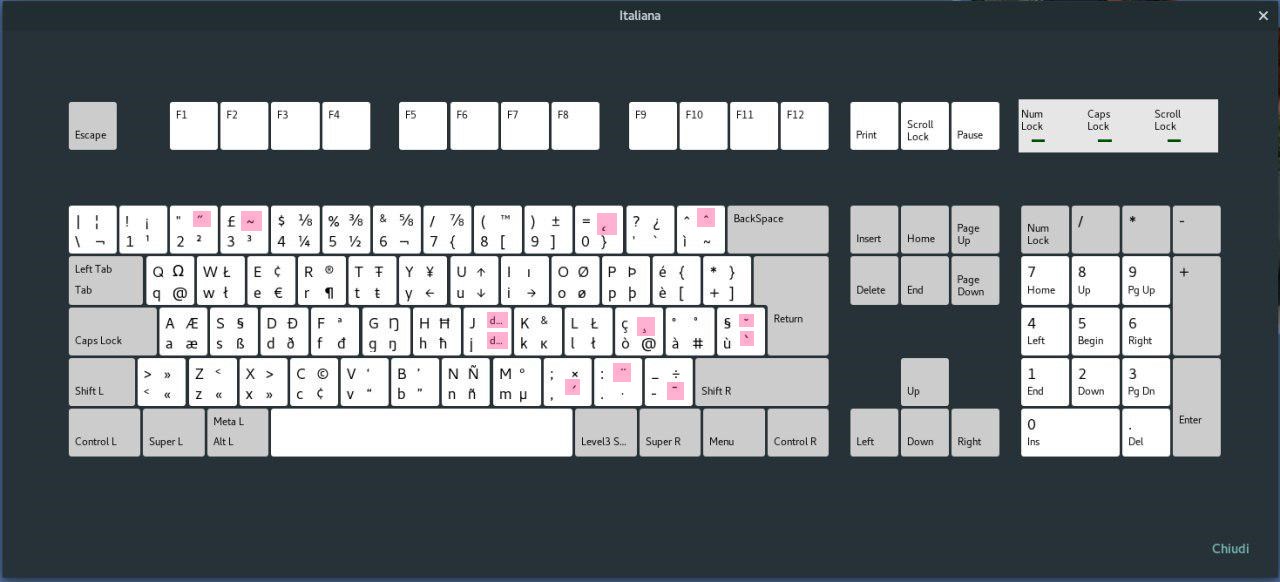 Italiana ×
Escape F1 F2 F3 F4 F5 F6 F7 F8 F9 F10 F11 F12 Print Scroll Lock Pause Num Lock Caps Lock Scroll Lock
| ¦ ! ¡ " ˝ £ ~ $ ⅛ % ⅜ & ⅝ / ⅞ ( ™ ) ± = ˛ ? ¿ ^ ˆ BackSpace
\ ¬ 1 ¹ 2 ² 3 ³ 4 ¼ 5 ½ 6 ¬ 7 { 8 [ 9 ] 0 } ' ` ì ~
Insert Home Page Up Num Lock / * -
Left Tab Q Ω W Ł E ¢ R ® T Ŧ Y ¥ U ↑ I ı O Ø P Þ é { * }
Tab q @ w ł e € r ¶ t ŧ y ← u ↓ i → o ø p þ è [ + ]
Return
Delete End Page Down 7 Home 8 Up 9 Pg Up +
Caps Lock A Æ S § D Ð F ª G Ŋ H Ħ J d... K & L Ł ç ˛ ° ˚ § ˘
a æ s ß d ð f đ g ŋ h ħ j d... k ĸ l ł ò @ à # ù `
4 Left 5 Begin 6 Right
Shift L > » Z < X > C © V ‘ B ’ N Ñ M º ; × : ¨ _ ÷ Shift R
< « z « x » c ¢ v “ b ” n ñ m µ , ´ . · - ¯
Up 1 End 2 Down 3 Pg Dn Enter
Control L Super L Meta L Alt L Level3 S... Super R Menu Control R
Left Down Right 0 Ins . Del
Chiudi